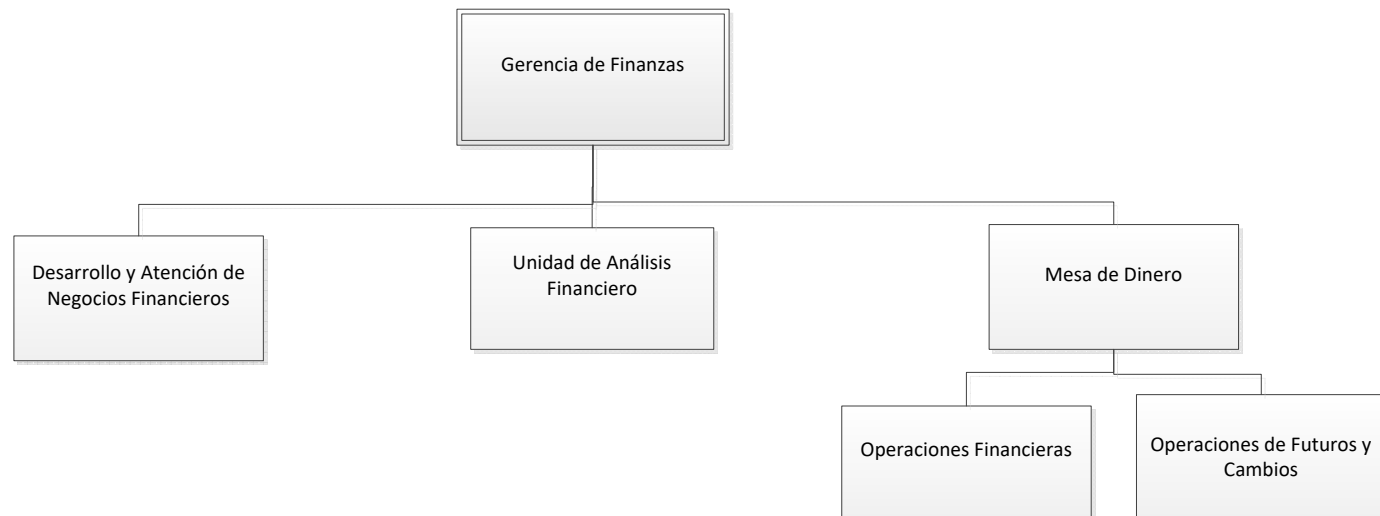 Gerencia de Finanzas
Desarrollo y Atención de
Negocios Financieros
Unidad de Análisis
Financiero
Mesa de Dinero
Operaciones Financieras
Operaciones de Futuros y
Cambios